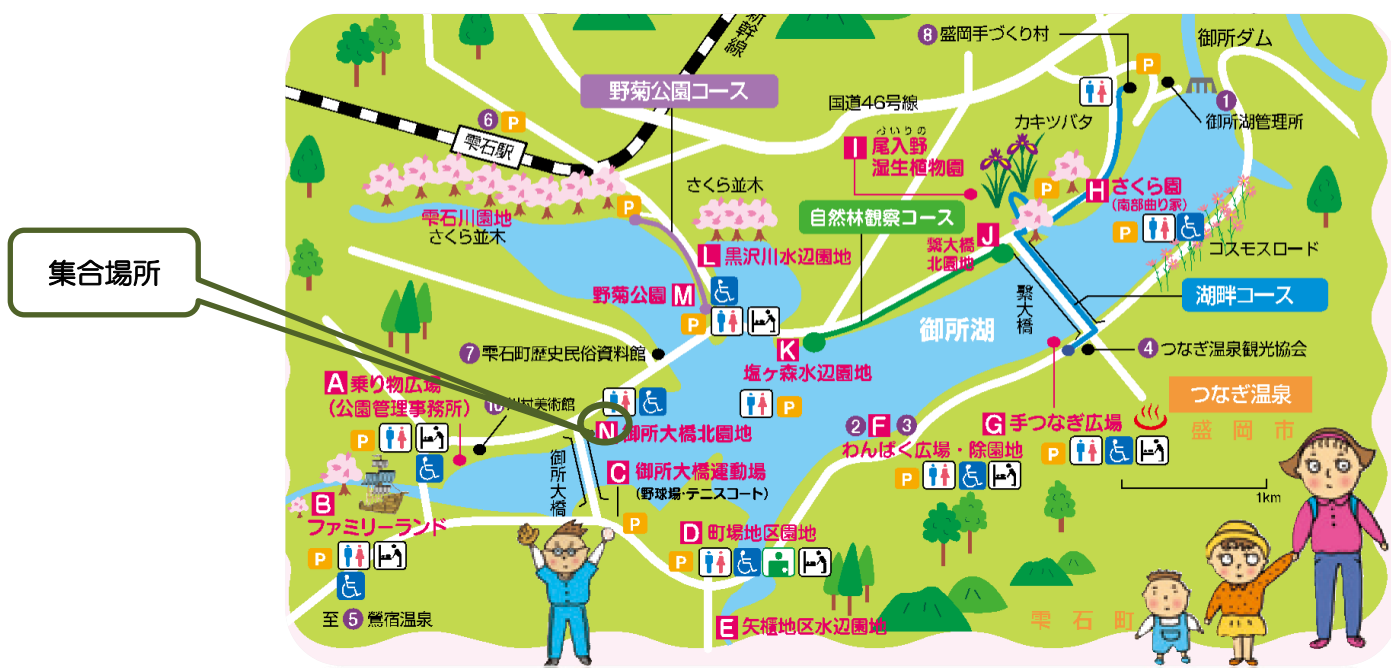 新幹線
8 盛岡手づくり村
御所ダム
P
野菊公園コース
国道46号線
カキツバタ
1
御所湖管理所
6 P
雫石駅
I
ふいりの
尾入野
湿生植物園
さくら並木
P
H さくら園
(南部曲り家)
P
雫石川園地
さくら並木
P
自然林観察コース
J
繋大橋
北園地
コスモスロード
集合場所
L 黒沢川水辺園地
野菊公園 M
P
御所湖
繋大橋
湖畔コース
7 雫石町歴史民俗資料館
K
塩ヶ森水辺園地
P
4 つなぎ温泉観光協会
A 乗り物広場
(公園管理事務所)
P
10 川村美術館
N 御所大橋北園地
つなぎ温泉
盛岡市
2 F 3
わんぱく広場・除園地
P
G 手つなぎ広場
P
1km
御所大橋
C 御所大橋運動場
(野球場・テニスコート)
P
B
ファミリーランド
P
D 町場地区園地
P
至 5 鶯宿温泉
E 矢櫃地区水辺園地
雫石町